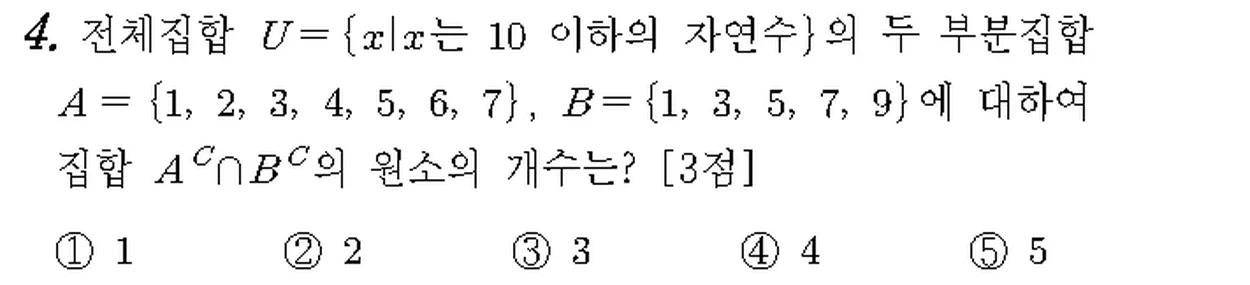 4. 전체집합 U={x|x는 10 이하의 자연수}의 두 부분집합
A= {1, 2, 3, 4, 5, 6, 7}, B={1, 3, 5, 7, 9}에 대하여
집합 A^C∩B^C의 원소의 개수는? [3점]
① 1 ② 2 ③ 3 ④ 4 ⑤ 5